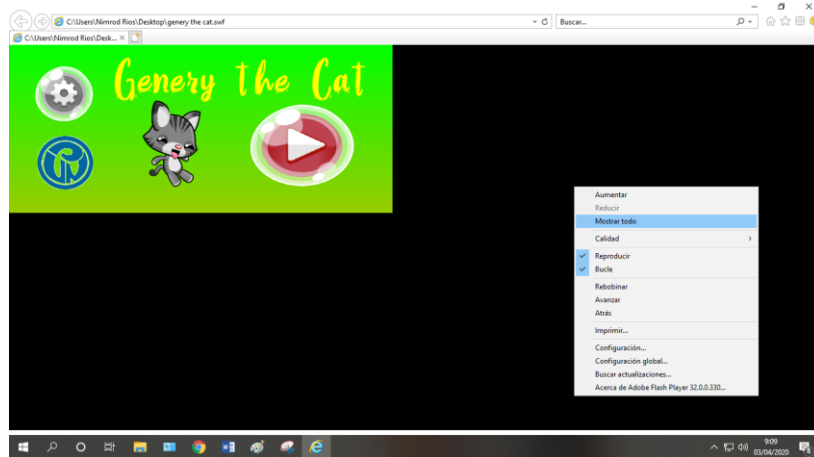 C:\Users\Nimrod Rios\Desktop\genery the cat.swf
Buscar...
C:\Users\Nimrod Rios\Desk...
Genery the Cat
Aumentar
Reducir
Mostrar todo
Calidad
Reproducir
Bucle
Rebobinar
Avanzar
Atrás
Imprimir...
Configuración...
Configuración global...
Buscar actualizaciones...
Acerca de Adobe Flash Player 32.0.0.330...
9:09
03/04/2020